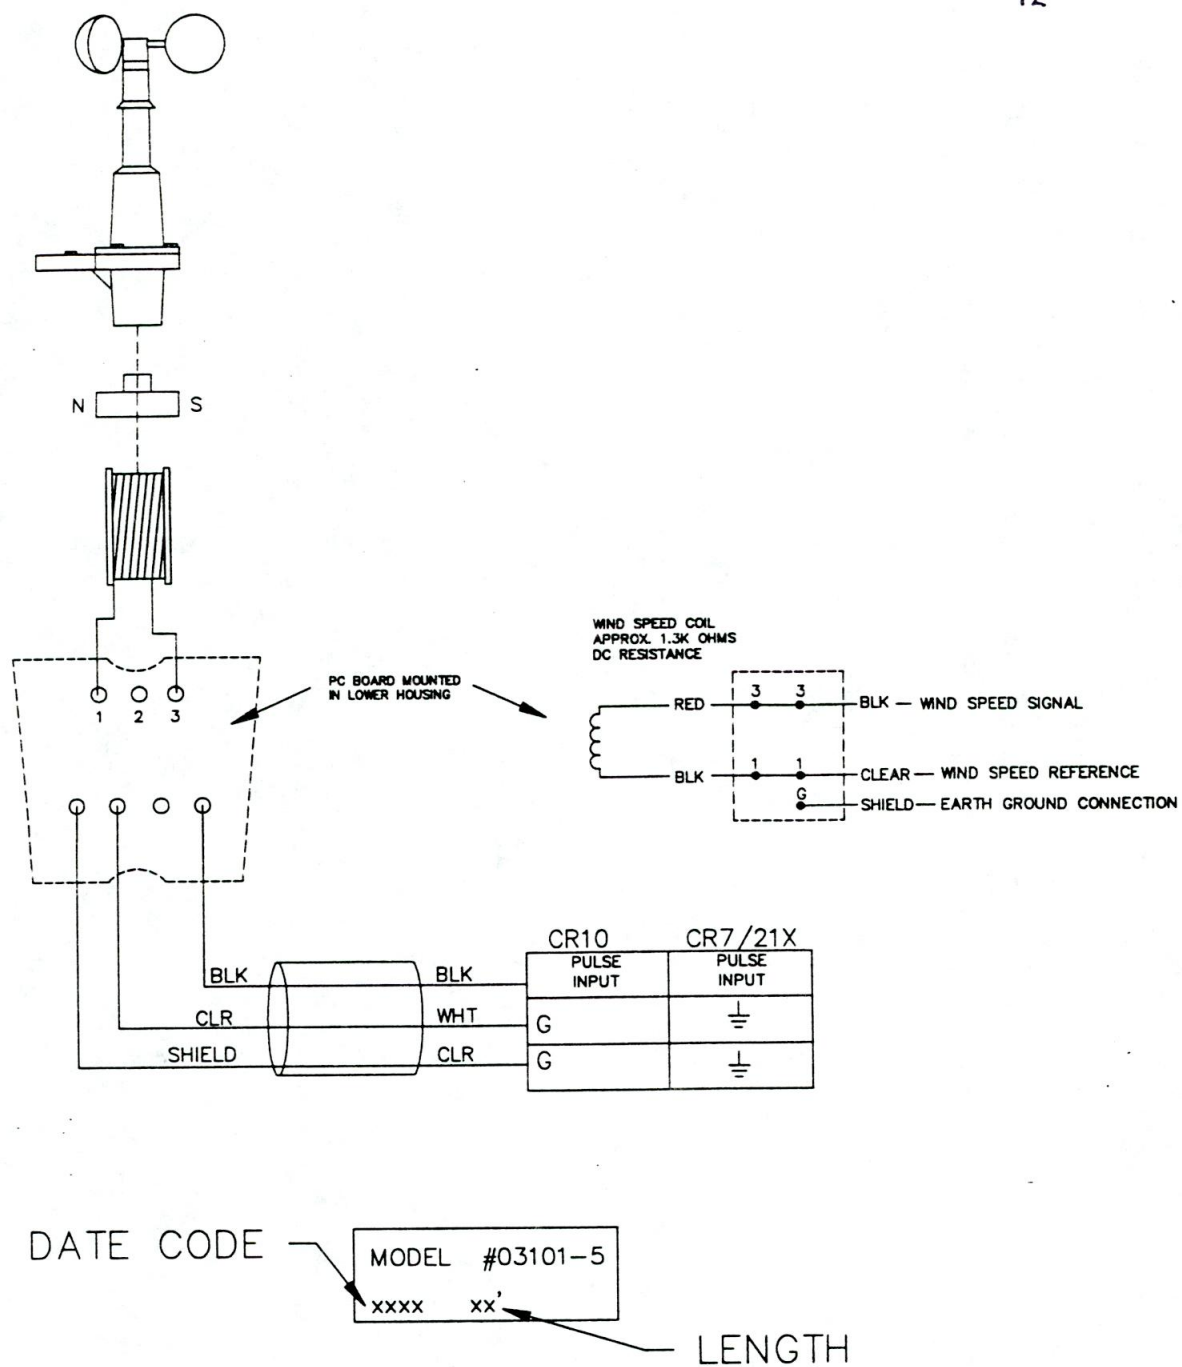 N S
WIND SPEED COIL
APPROX. 1.3K OHMS
DC RESISTANCE
PC BOARD MOUNTED
IN LOWER HOUSING
1 2 3
RED 3 3 BLK — WIND SPEED SIGNAL
BLK 1 1 CLEAR — WIND SPEED REFERENCE
G SHIELD — EARTH GROUND CONNECTION
CR10 CR7/21X
PULSE
INPUT
PULSE
INPUT
BLK BLK
CLR WHT G
SHIELD CLR G
DATE CODE
MODEL #03101-5
xxxx xx'
LENGTH